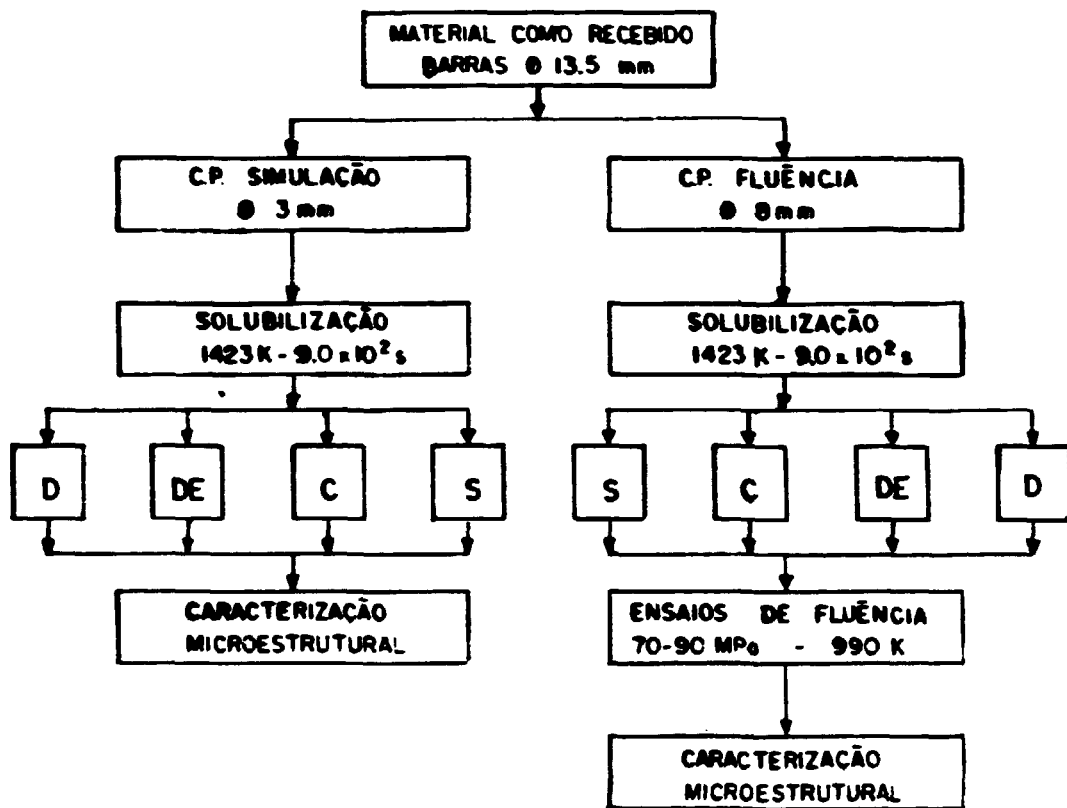 MATERIAL COMO RECEBIDO
BARRAS Ø 13.5 mm
C.P. SIMULAÇÃO
Ø 3 mm
C.P. FLUÊNCIA
Ø 8 mm
SOLUBILIZAÇÃO
1423 K - 9.0 x 10² s
SOLUBILIZAÇÃO
1423 K - 9.0 x 10² s
D DE C S
S C DE D
CARACTERIZAÇÃO
MICROESTRUTURAL
ENSAIOS DE FLUÊNCIA
70-90 MPa - 990 K
CARACTERIZAÇÃO
MICROESTRUTURAL